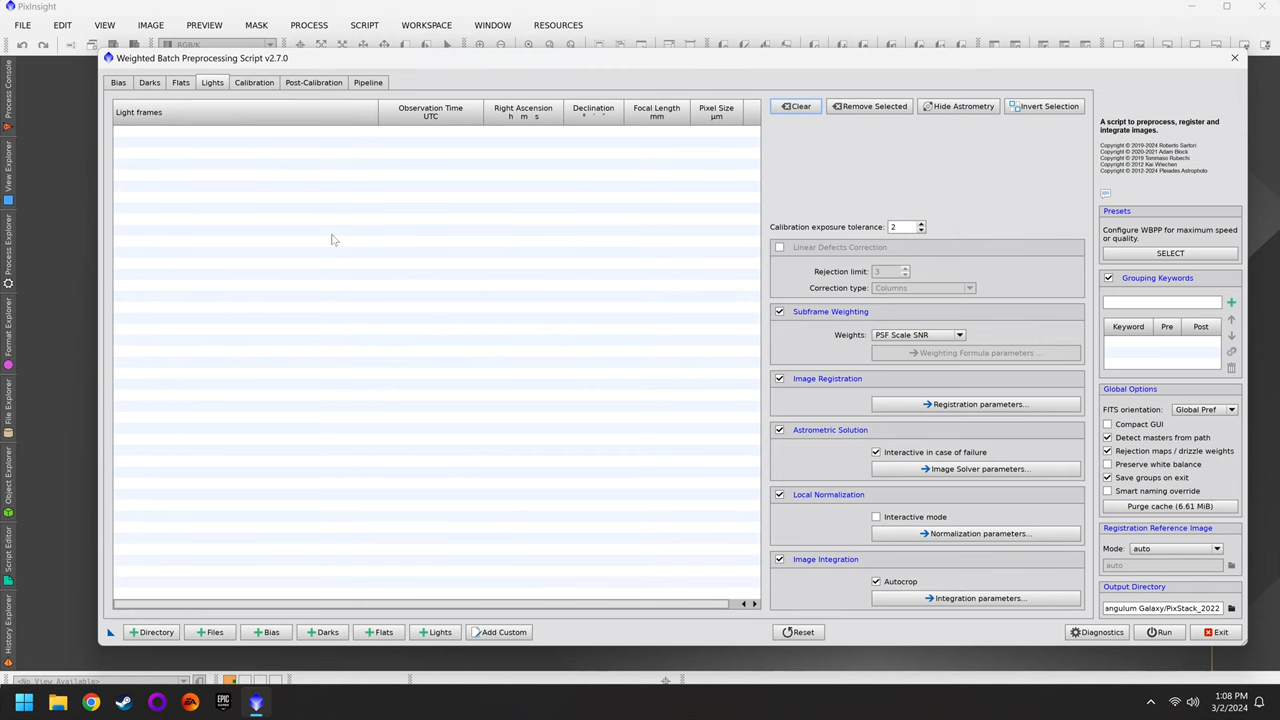 PixInsight
FILE EDIT VIEW IMAGE PREVIEW MASK PROCESS SCRIPT WORKSPACE WINDOW RESOURCES
RGB/K
Weighted Batch Preprocessing Script v2.7.0
Bias Darks Flats Lights Calibration Post-Calibration Pipeline
Light frames
Observation Time
UTC
Right Ascension
h m s
Declination
° ' "
Focal Length
mm
Pixel Size
µm
Clear Remove Selected Hide Astrometry Invert Selection
Calibration exposure tolerance: 2
Linear Defects Correction
Rejection limit: 3
Correction type: Columns
Subframe Weighting
Weights: PSF Scale SNR
Weighting Formula parameters ...
Image Registration
Registration parameters...
Astrometric Solution
Interactive in case of failure
Image Solver parameters...
Local Normalization
Interactive mode
Normalization parameters...
Image Integration
Autocrop
Integration parameters...
A script to preprocess, register and
integrate images.
Copyright © 2019-2024 Roberto Sartori
Copyright © 2020-2021 Adam Block
Copyright © 2019 Tommaso Rubechi
Copyright © 2012 Kai Wiechen
Copyright © 2012-2024 Pleiades Astrophoto
Presets
Configure WBPP for maximum speed
or quality.
SELECT
Grouping Keywords
Keyword Pre Post
Global Options
FITS orientation: Global Pref
Compact GUI
Detect masters from path
Rejection maps / drizzle weights
Preserve white balance
Save groups on exit
Smart naming override
Purge cache (6.61 MiB)
Registration Reference Image
Mode: auto
auto
Output Directory
angulum Galaxy/PixStack_2022
Directory Files Bias Darks Flats Lights Add Custom Reset Diagnostics Run Exit
Process Console
View Explorer
Process Explorer
Format Explorer
File Explorer
Object Explorer
Script Editor
History Explorer
<No View Available>
EPIC
GAMES
EA
1:08 PM
3/2/2024